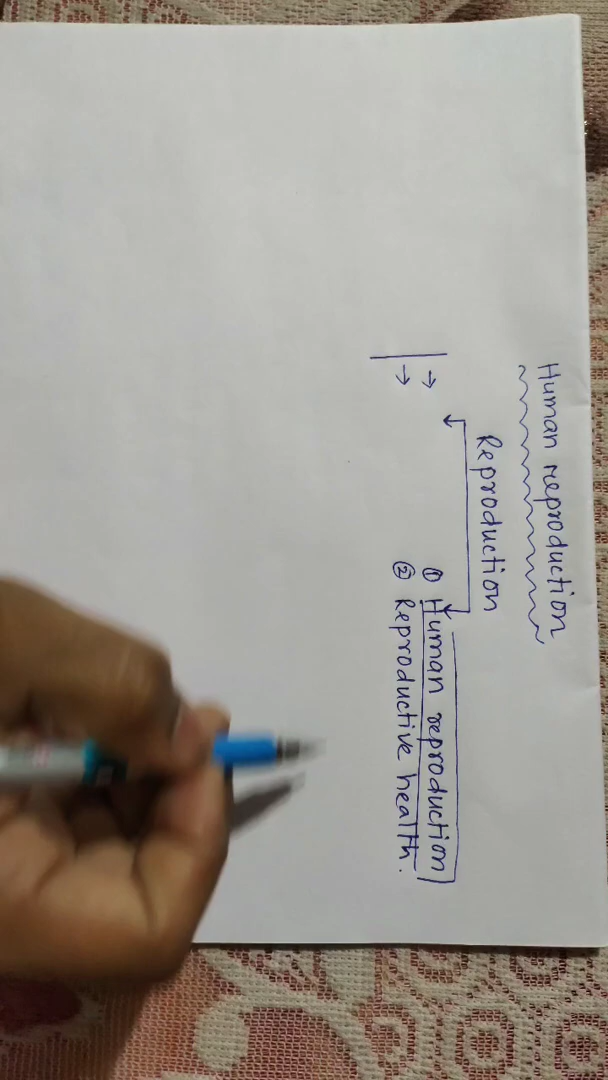 Human reproduction
Reproduction
① Human reproduction
② Reproductive health.